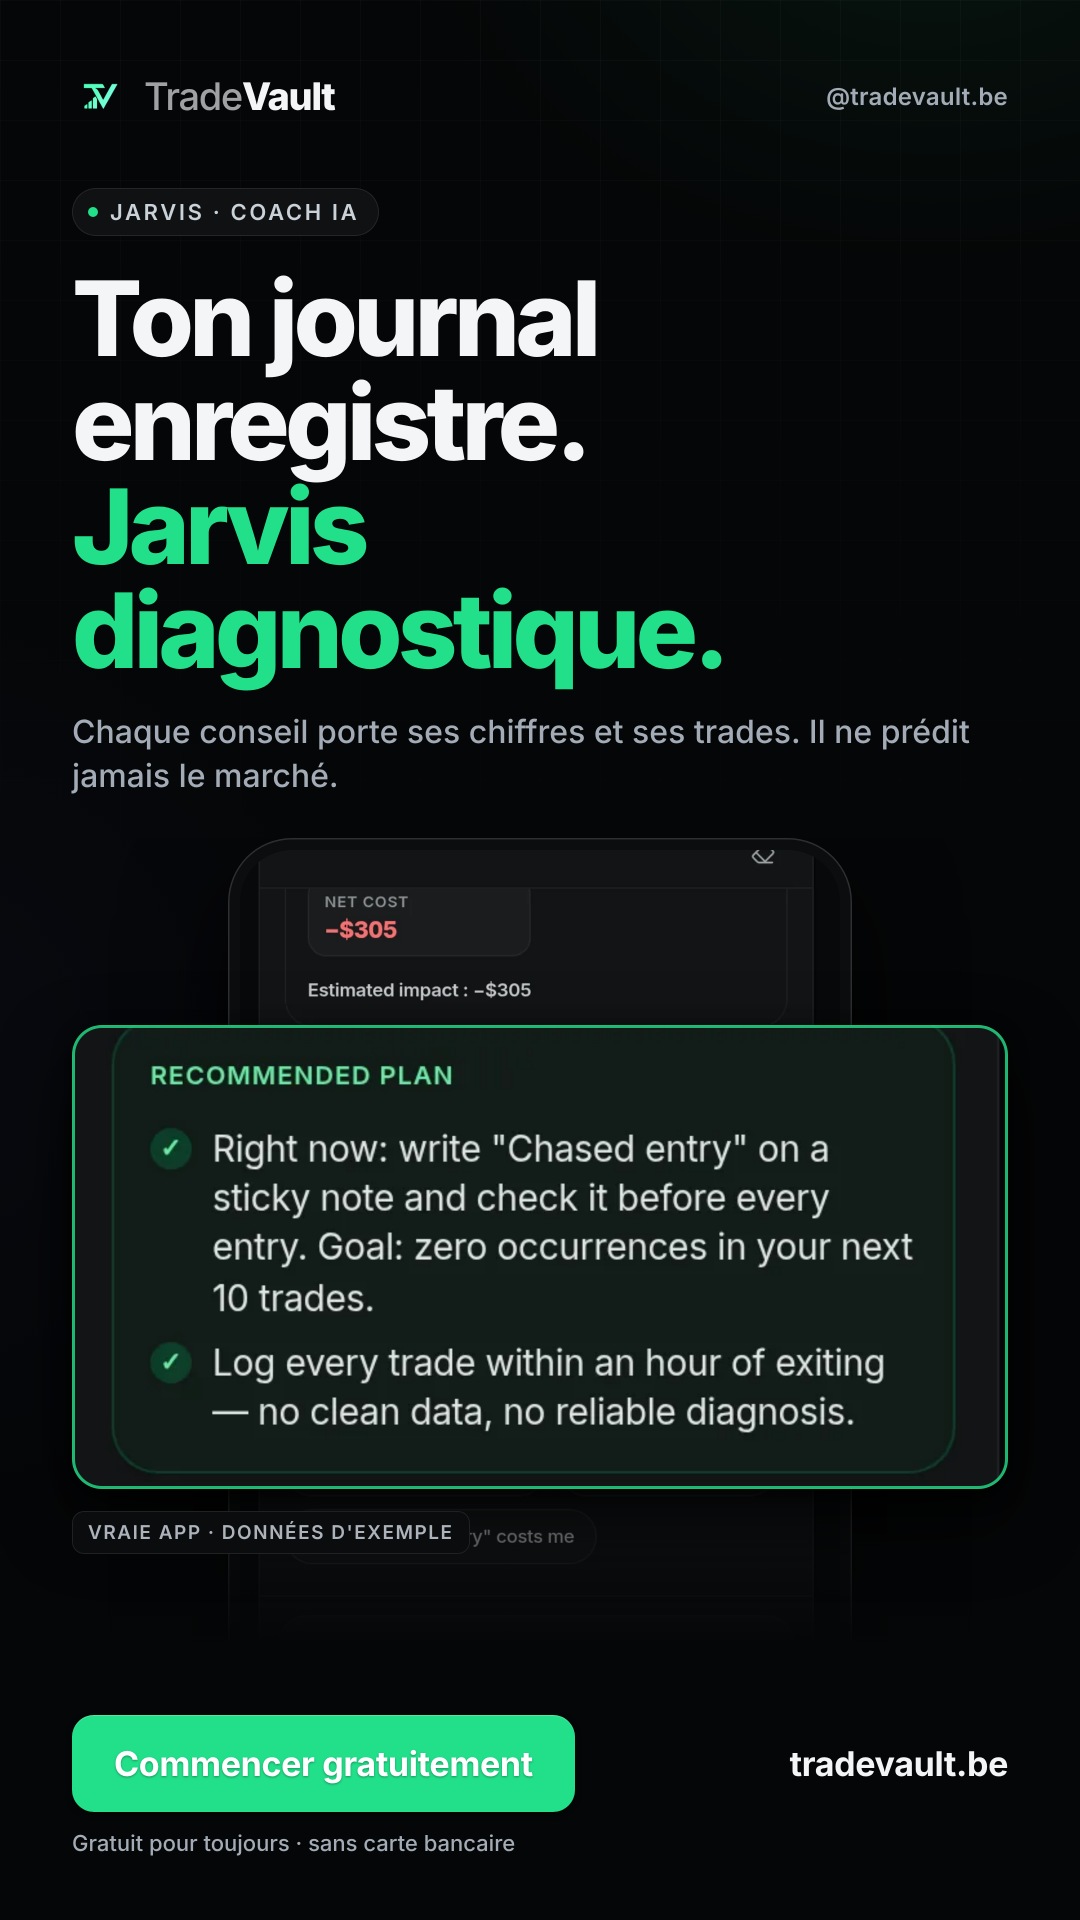 TradeVault
@tradevault.be
JARVIS · COACH IA
Ton journal
enregistre.
Jarvis
diagnostique.
Chaque conseil porte ses chiffres et ses trades. Il ne prédit
jamais le marché.
NET COST
−$305
Estimated impact : −$305
RECOMMENDED PLAN
✓ Right now: write "Chased entry" on a
sticky note and check it before every
entry. Goal: zero occurrences in your next
10 trades.
✓ Log every trade within an hour of exiting
— no clean data, no reliable diagnosis.
VRAIE APP · DONNÉES D'EXEMPLE
y" costs me
Commencer gratuitement
tradevault.be
Gratuit pour toujours · sans carte bancaire